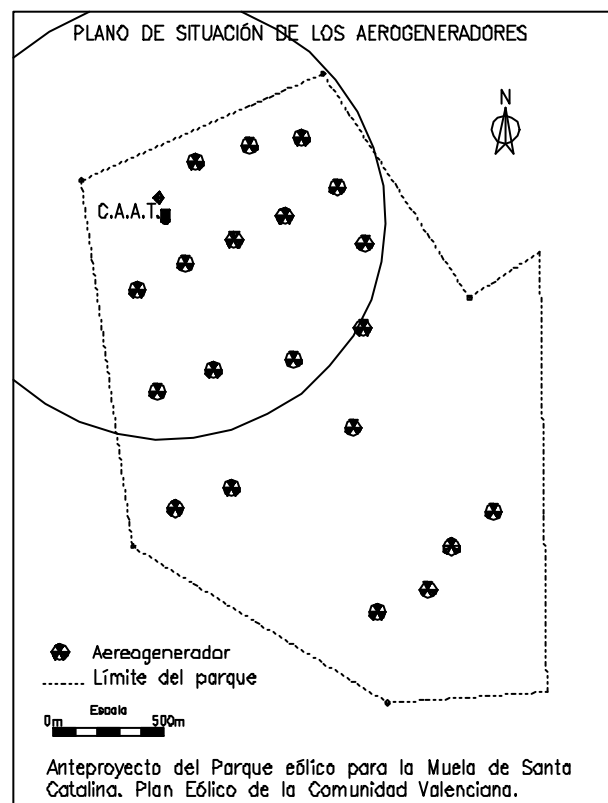 PLANO DE SITUACIÓN DE LOS AEROGENERADORES
N
C.A.A.T.
Aereogenerador
Límite del parque
Escala
0m 500m
Anteproyecto del Parque eólico para la Muela de Santa
Catalina. Plan Eólico de la Comunidad Valenciana.